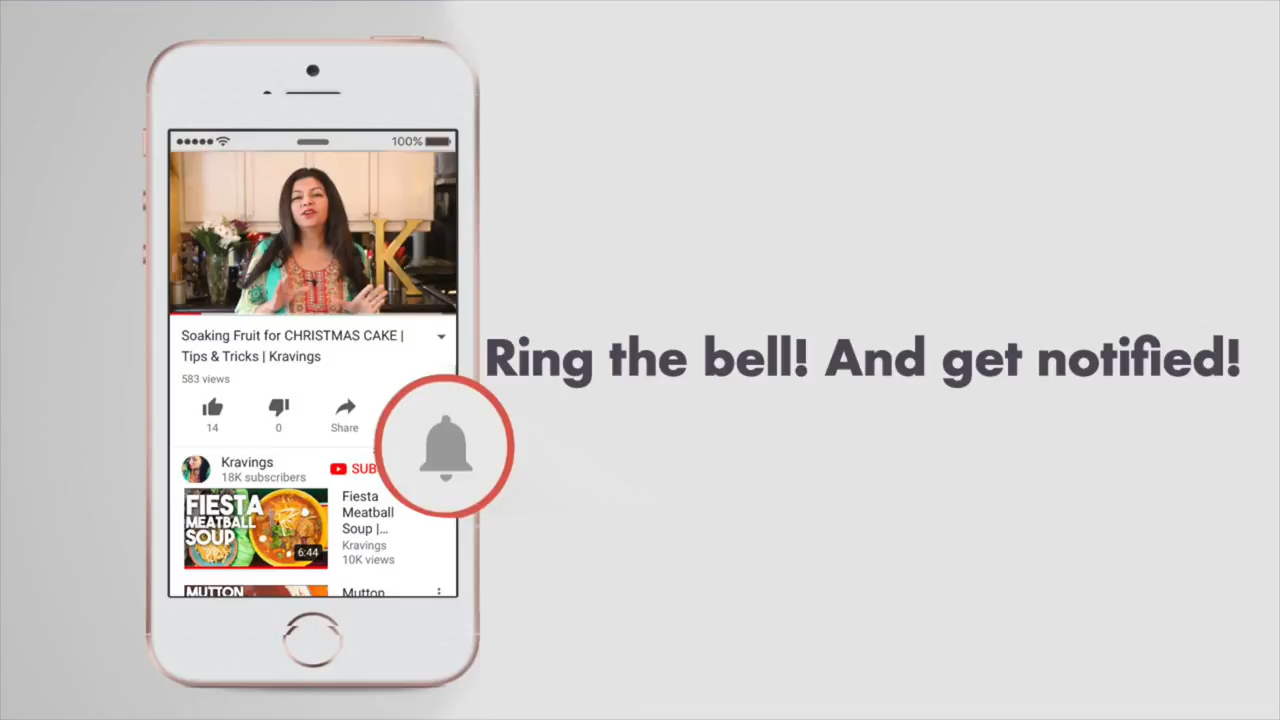 100%
K
Soaking Fruit for CHRISTMAS CAKE |
Tips & Tricks | Kravings
583 views
14
0
Share
Ring the bell! And get notified!
Kravings
18K subscribers
SUB
FIESTA
MEATBALL
SOUP
6:44
Fiesta
Meatball
Soup |...
Kravings
10K views
MUTTON
Mutton